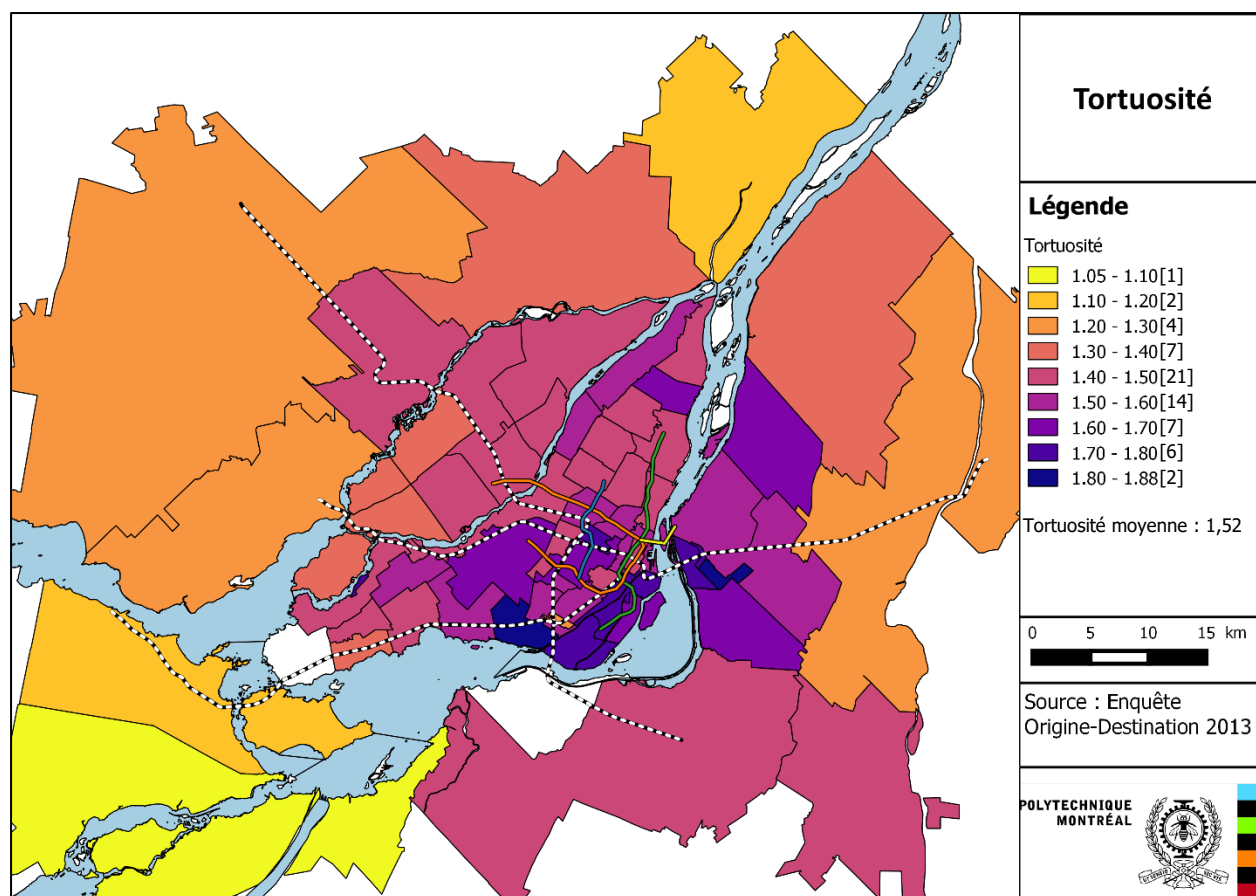 Tortuosité
Légende
Tortuosité
1.05 - 1.10[1]
1.10 - 1.20[2]
1.20 - 1.30[4]
1.30 - 1.40[7]
1.40 - 1.50[21]
1.50 - 1.60[14]
1.60 - 1.70[7]
1.70 - 1.80[6]
1.80 - 1.88[2]
Tortuosité moyenne : 1,52
0 5 10 15 km
Source : Enquête
Origine-Destination 2013
POLYTECHNIQUE
MONTRÉAL